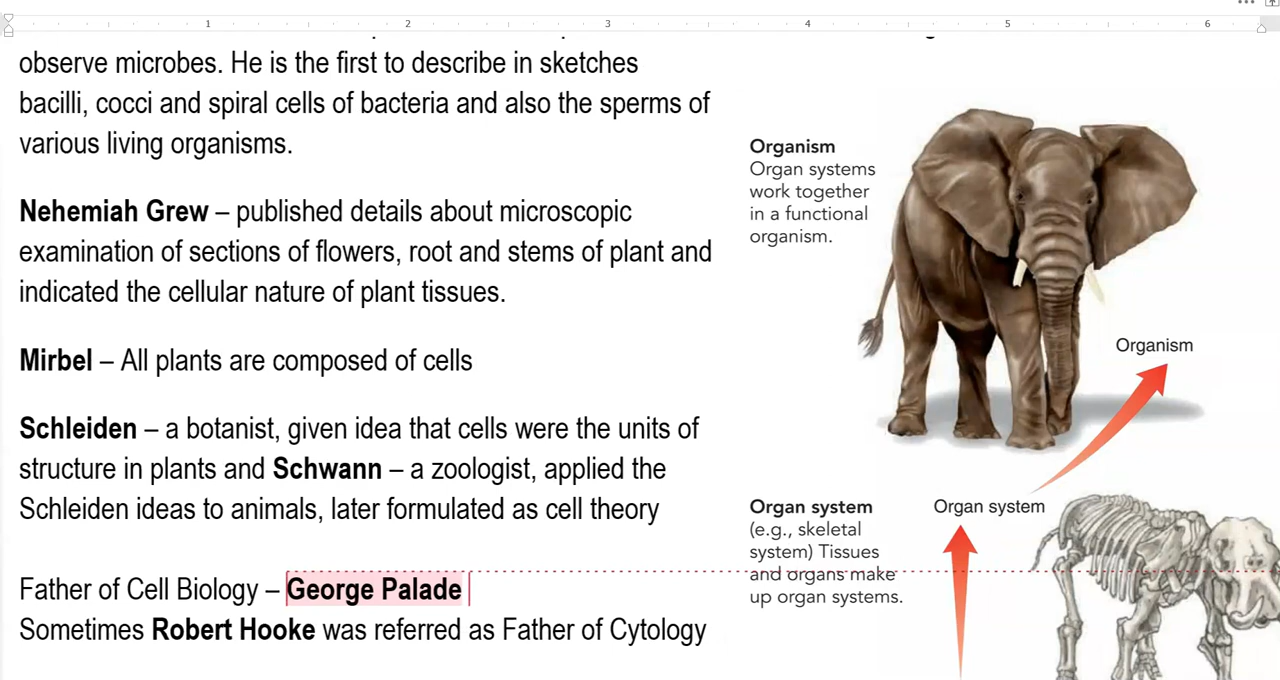 1 2 3 4 5 6
observe microbes. He is the first to describe in sketches
bacilli, cocci and spiral cells of bacteria and also the sperms of
various living organisms.
Nehemiah Grew – published details about microscopic
examination of sections of flowers, root and stems of plant and
indicated the cellular nature of plant tissues.
Mirbel – All plants are composed of cells
Schleiden – a botanist, given idea that cells were the units of
structure in plants and Schwann – a zoologist, applied the
Schleiden ideas to animals, later formulated as cell theory
Father of Cell Biology – George Palade
Sometimes Robert Hooke was referred as Father of Cytology
Organism
Organ systems
work together
in a functional
organism.
Organism
Organ system
(e.g., skeletal
system) Tissues
and organs make
up organ systems.
Organ system